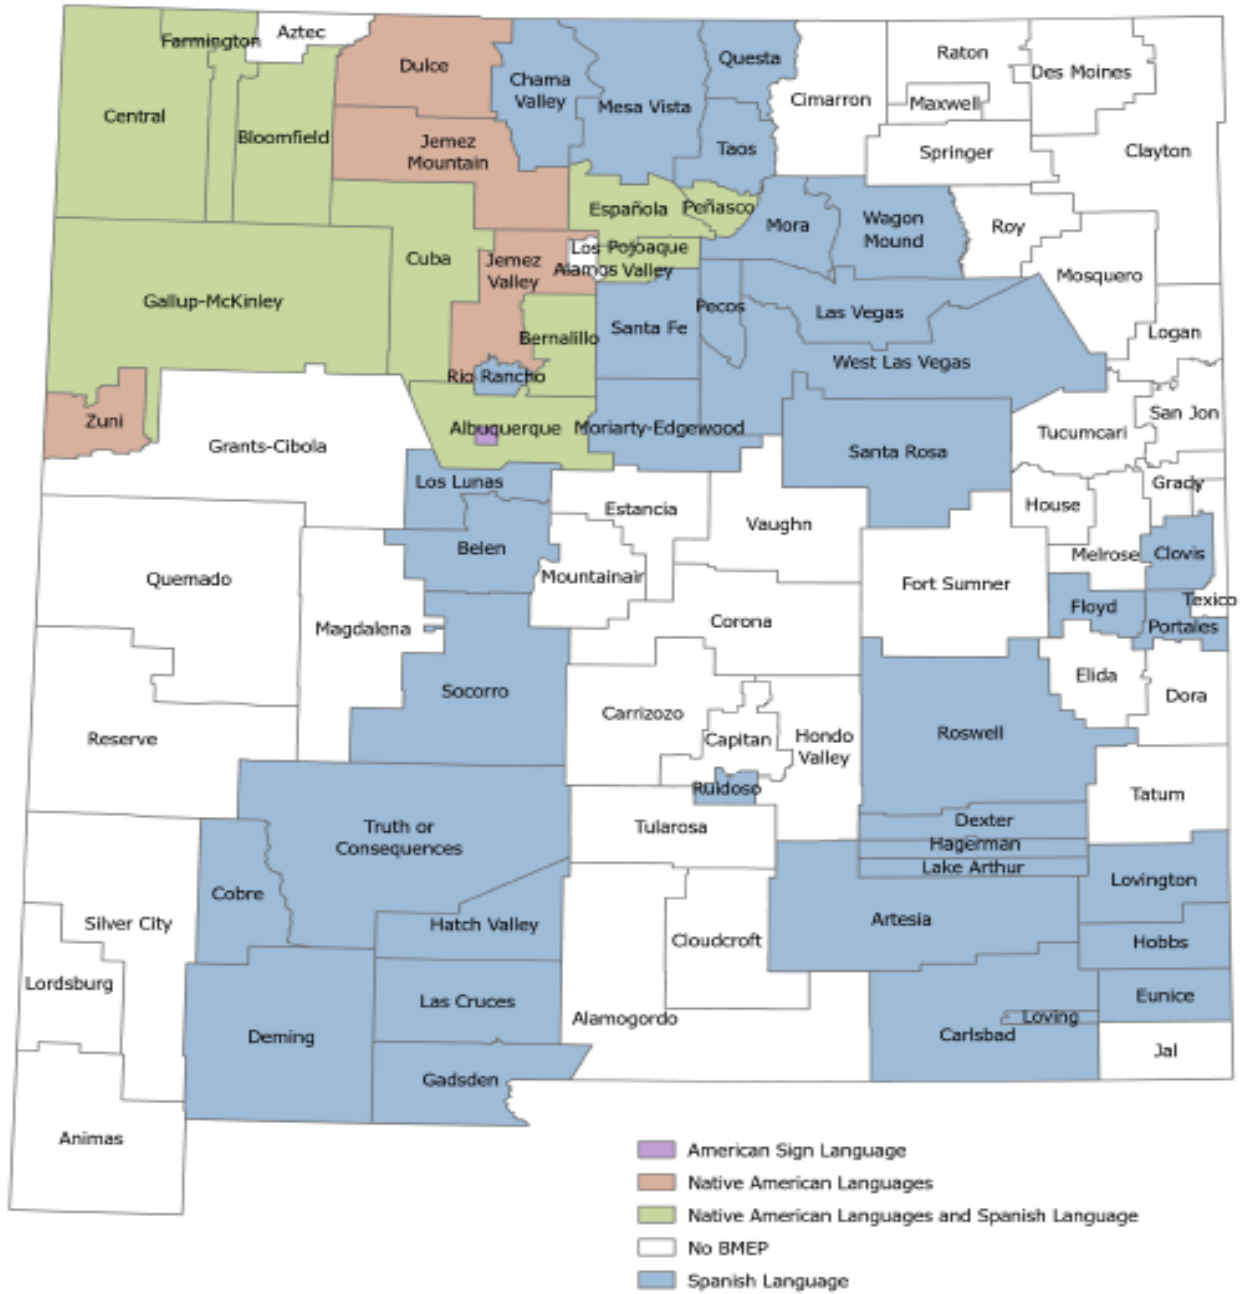 Farmington
Aztec
Dulce
Chama
Valley
Mesa Vista
Questa
Cimarron
Raton
Maxwell
Des Moines
Central
Bloomfield
Jemez
Mountain
Taos
Springer
Clayton
Española
Peñasco
Mora
Wagon
Mound
Roy
Cuba
Jemez
Valley
Los
Alamos
Pojoaque
Valley
Mosquero
Gallup-McKinley
Bernalillo
Santa Fe
Pecos
Las Vegas
West Las Vegas
Logan
Rio Rancho
Zuni
Grants-Cibola
Albuquerque
Moriarty-Edgewood
Santa Rosa
Tucumcari
San Jon
Los Lunas
Estancia
Vaughn
House
Grady
Belen
Mountainair
Fort Sumner
Melrose
Clovis
Quemado
Magdalena
Corona
Floyd
Texico
Portales
Socorro
Elida
Dora
Reserve
Carrizozo
Capitan
Hondo
Valley
Roswell
Ruidoso
Tatum
Truth or
Consequences
Tularosa
Dexter
Hagerman
Lake Arthur
Cobre
Lovington
Silver City
Hatch Valley
Cloudcroft
Artesia
Hobbs
Lordsburg
Las Cruces
Alamogordo
Eunice
Loving
Deming
Carlsbad
Jal
Gadsden
Animas
American Sign Language
Native American Languages
Native American Languages and Spanish Language
No BMEP
Spanish Language